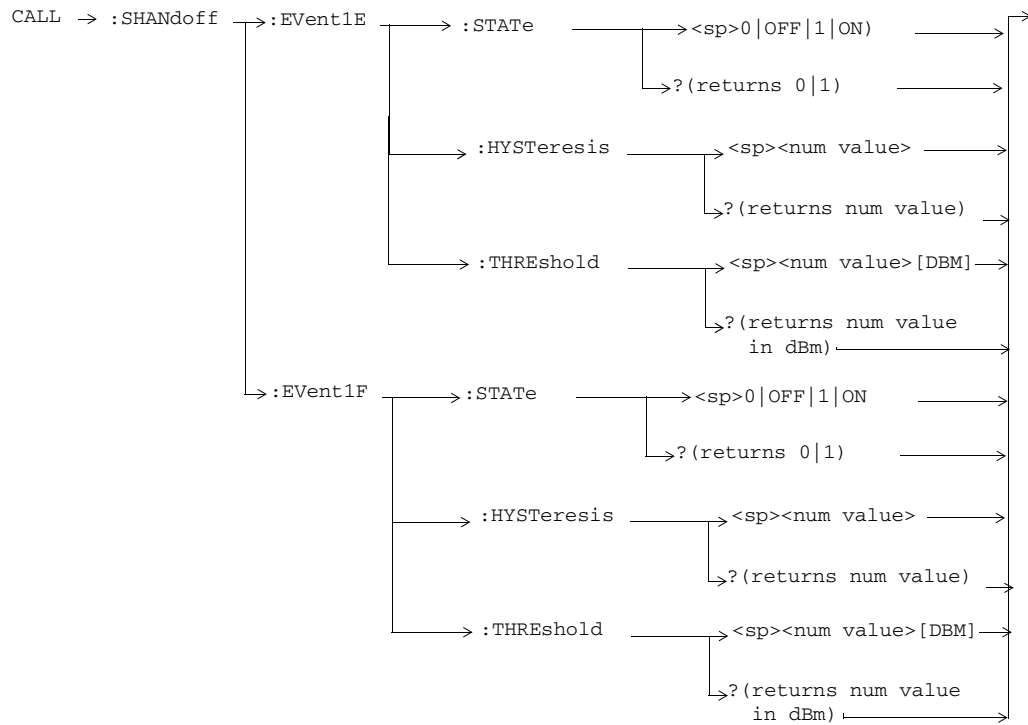 CALL :SHANdoff :EVent1E :STATe <sp>0|OFF|1|ON)
?(returns 0|1)
:HYSTeresis <sp><num value>
?(returns num value)
:THREshold <sp><num value>[DBM]
?(returns num value
in dBm)
:EVent1F :STATe <sp>0|OFF|1|ON
?(returns 0|1)
:HYSTeresis <sp><num value>
?(returns num value)
:THREshold <sp><num value>[DBM]
?(returns num value
in dBm)